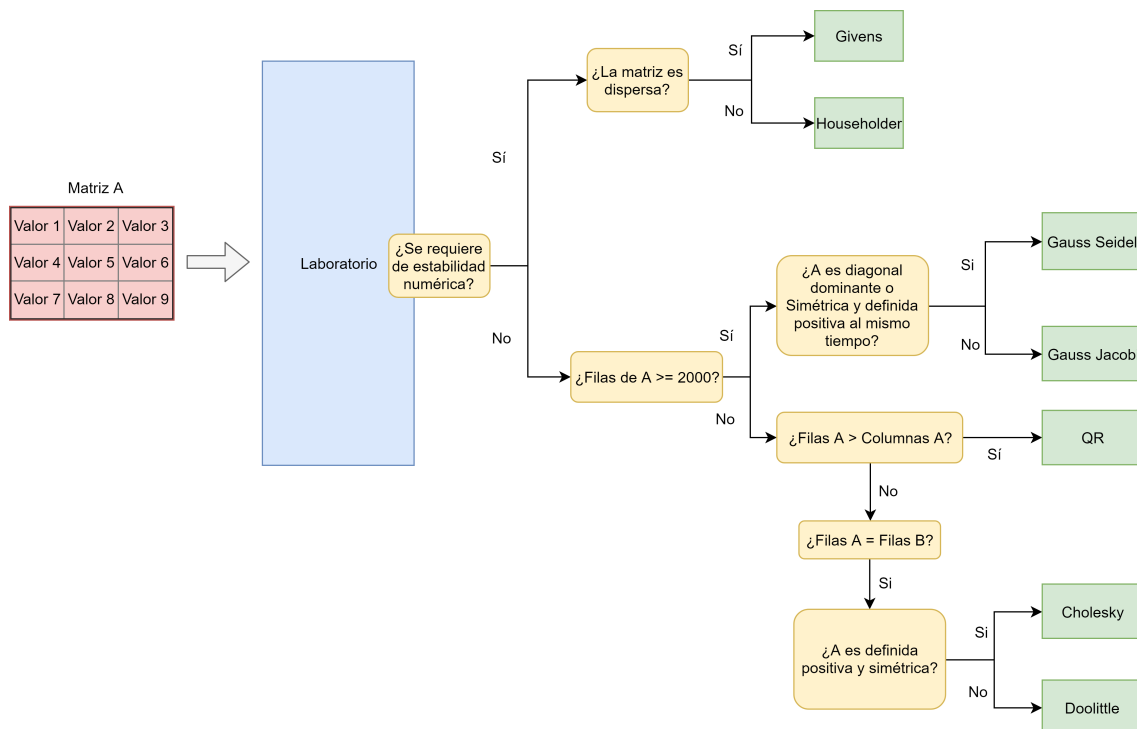 Givens
Sí
¿La matriz es
dispersa?
No
Householder
Sí
Matriz A
Valor 1 Valor 2 Valor 3
Valor 4 Valor 5 Valor 6
Valor 7 Valor 8 Valor 9
Laboratorio
¿Se requiere
de estabilidad
numérica?
No
¿A es diagonal
dominante o
Simétrica y definida
positiva al mismo
tiempo?
Si
Gauss Seidel
No
Gauss Jacob
Sí
¿Filas de A >= 2000?
No
¿Filas A > Columnas A?
Sí
QR
No
¿Filas A = Filas B?
Si
¿A es definida
positiva y simétrica?
Si
Cholesky
No
Doolittle